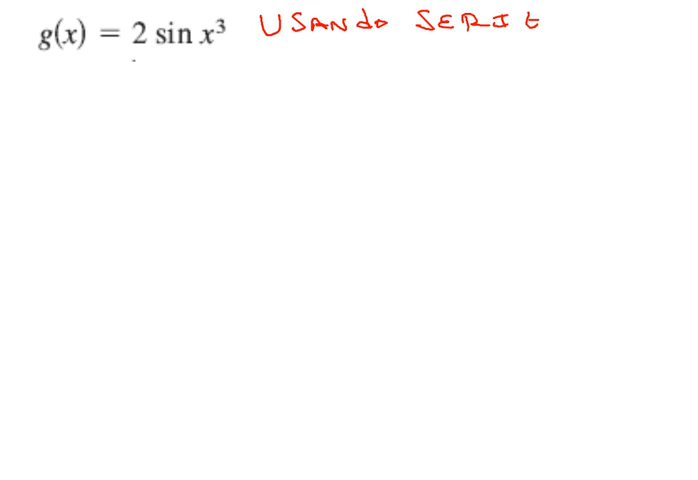 g(x) = 2 sin x³ USANdo SERIE